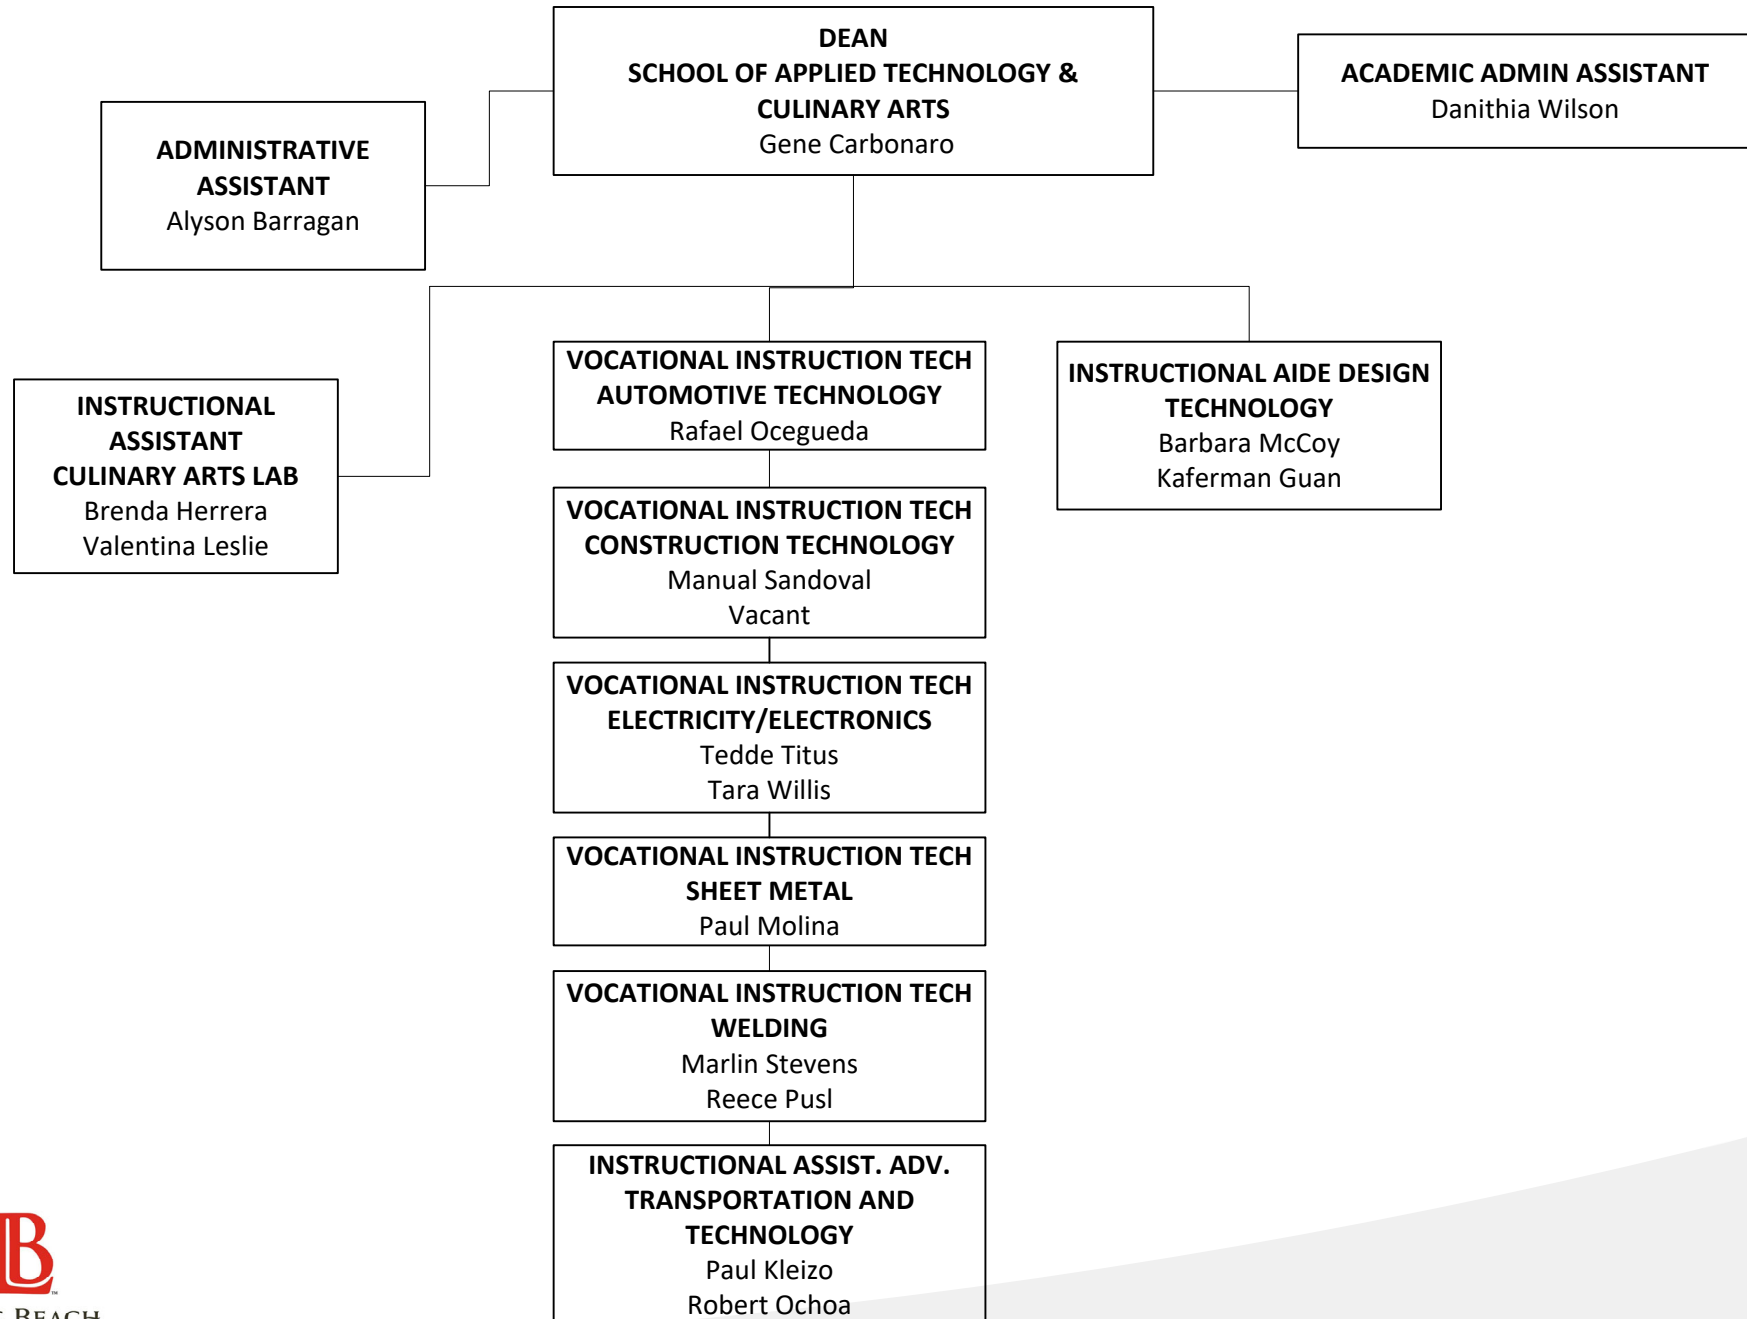 DEAN
SCHOOL OF APPLIED TECHNOLOGY &
CULINARY ARTS
Gene Carbonaro
ACADEMIC ADMIN ASSISTANT
Danithia Wilson
ADMINISTRATIVE
ASSISTANT
Alyson Barragan
INSTRUCTIONAL
ASSISTANT
CULINARY ARTS LAB
Brenda Herrera
Valentina Leslie
VOCATIONAL INSTRUCTION TECH
AUTOMOTIVE TECHNOLOGY
Rafael Ocegueda
INSTRUCTIONAL AIDE DESIGN
TECHNOLOGY
Barbara McCoy
Kaferman Guan
VOCATIONAL INSTRUCTION TECH
CONSTRUCTION TECHNOLOGY
Manual Sandoval
Vacant
VOCATIONAL INSTRUCTION TECH
ELECTRICITY/ELECTRONICS
Tedde Titus
Tara Willis
VOCATIONAL INSTRUCTION TECH
SHEET METAL
Paul Molina
VOCATIONAL INSTRUCTION TECH
WELDING
Marlin Stevens
Reece Pusl
INSTRUCTIONAL ASSIST. ADV.
TRANSPORTATION AND
TECHNOLOGY
Paul Kleizo
Robert Ochoa
LB
BEACH